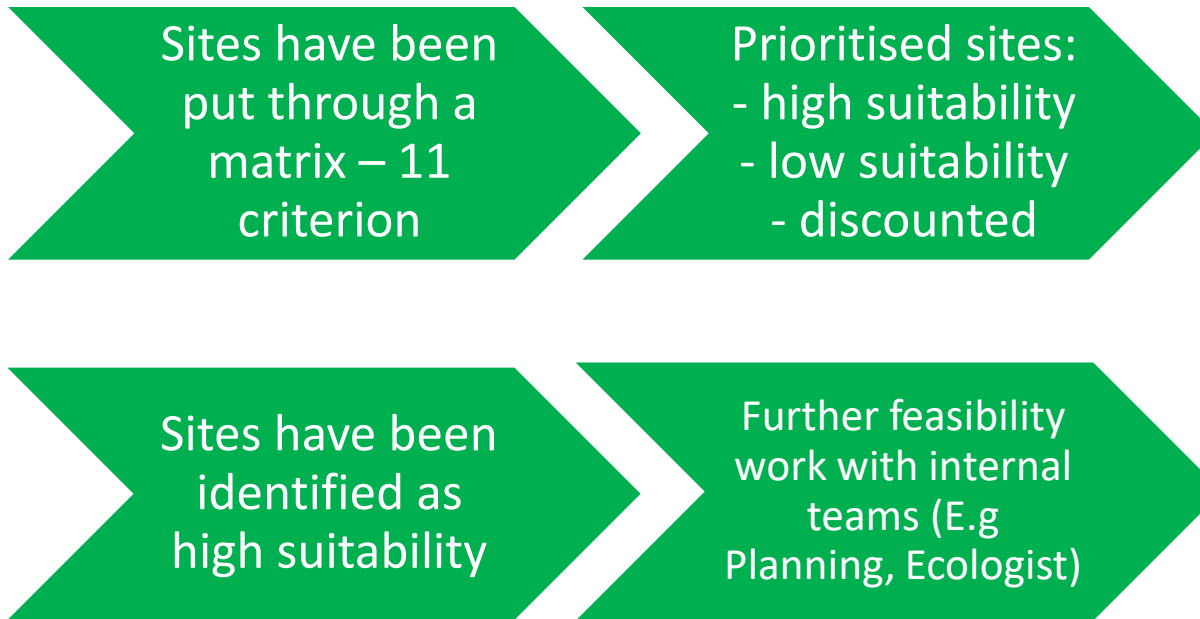 Sites have been
put through a
matrix – 11
criterion
Prioritised sites:
- high suitability
- low suitability
- discounted
Sites have been
identified as
high suitability
Further feasibility
work with internal
teams (E.g
Planning, Ecologist)